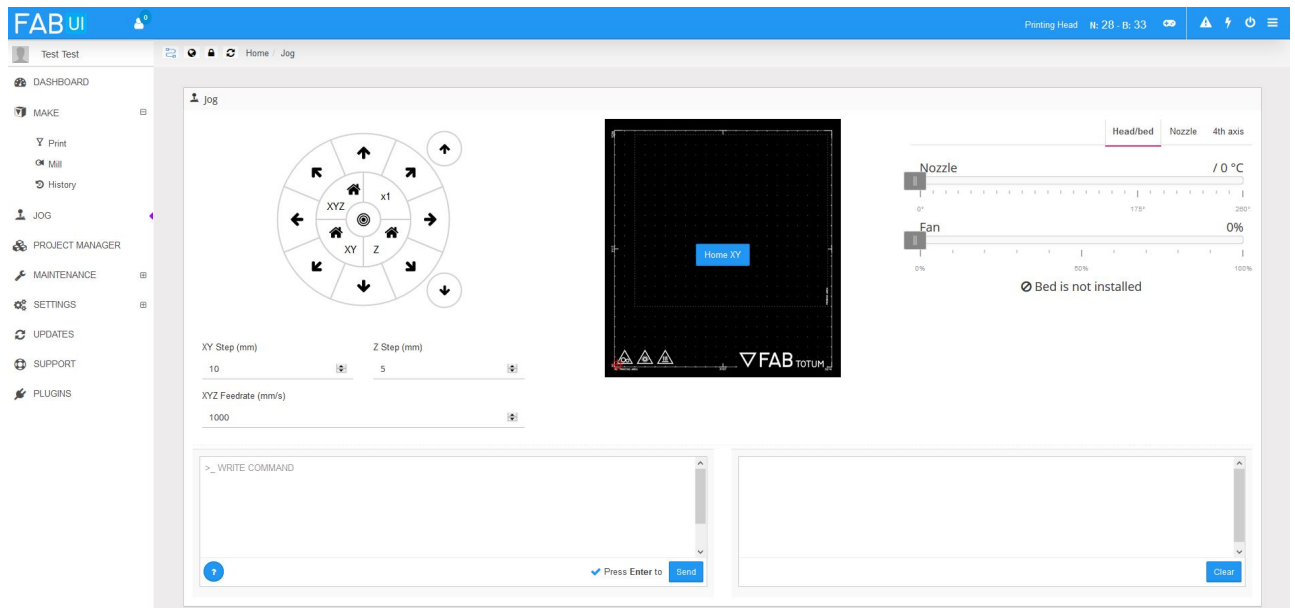 FAB UI
0
Printing Head N: 28 - B: 33
Test Test
Home / Jog
DASHBOARD
MAKE
Print
Mill
History
JOG
PROJECT MANAGER
MAINTENANCE
SETTINGS
UPDATES
SUPPORT
PLUGINS
Jog
XYZ
x1
XY
Z
XY Step (mm)
Z Step (mm)
10
5
XYZ Feedrate (mm/s)
1000
Home XY
FAB TOTUM
Head/bed Nozzle 4th axis
Nozzle / 0 °C
0° 175° 260°
Fan 0%
0% 50% 100%
Bed is not installed
>_ WRITE COMMAND
?
Press Enter to Send
Clear